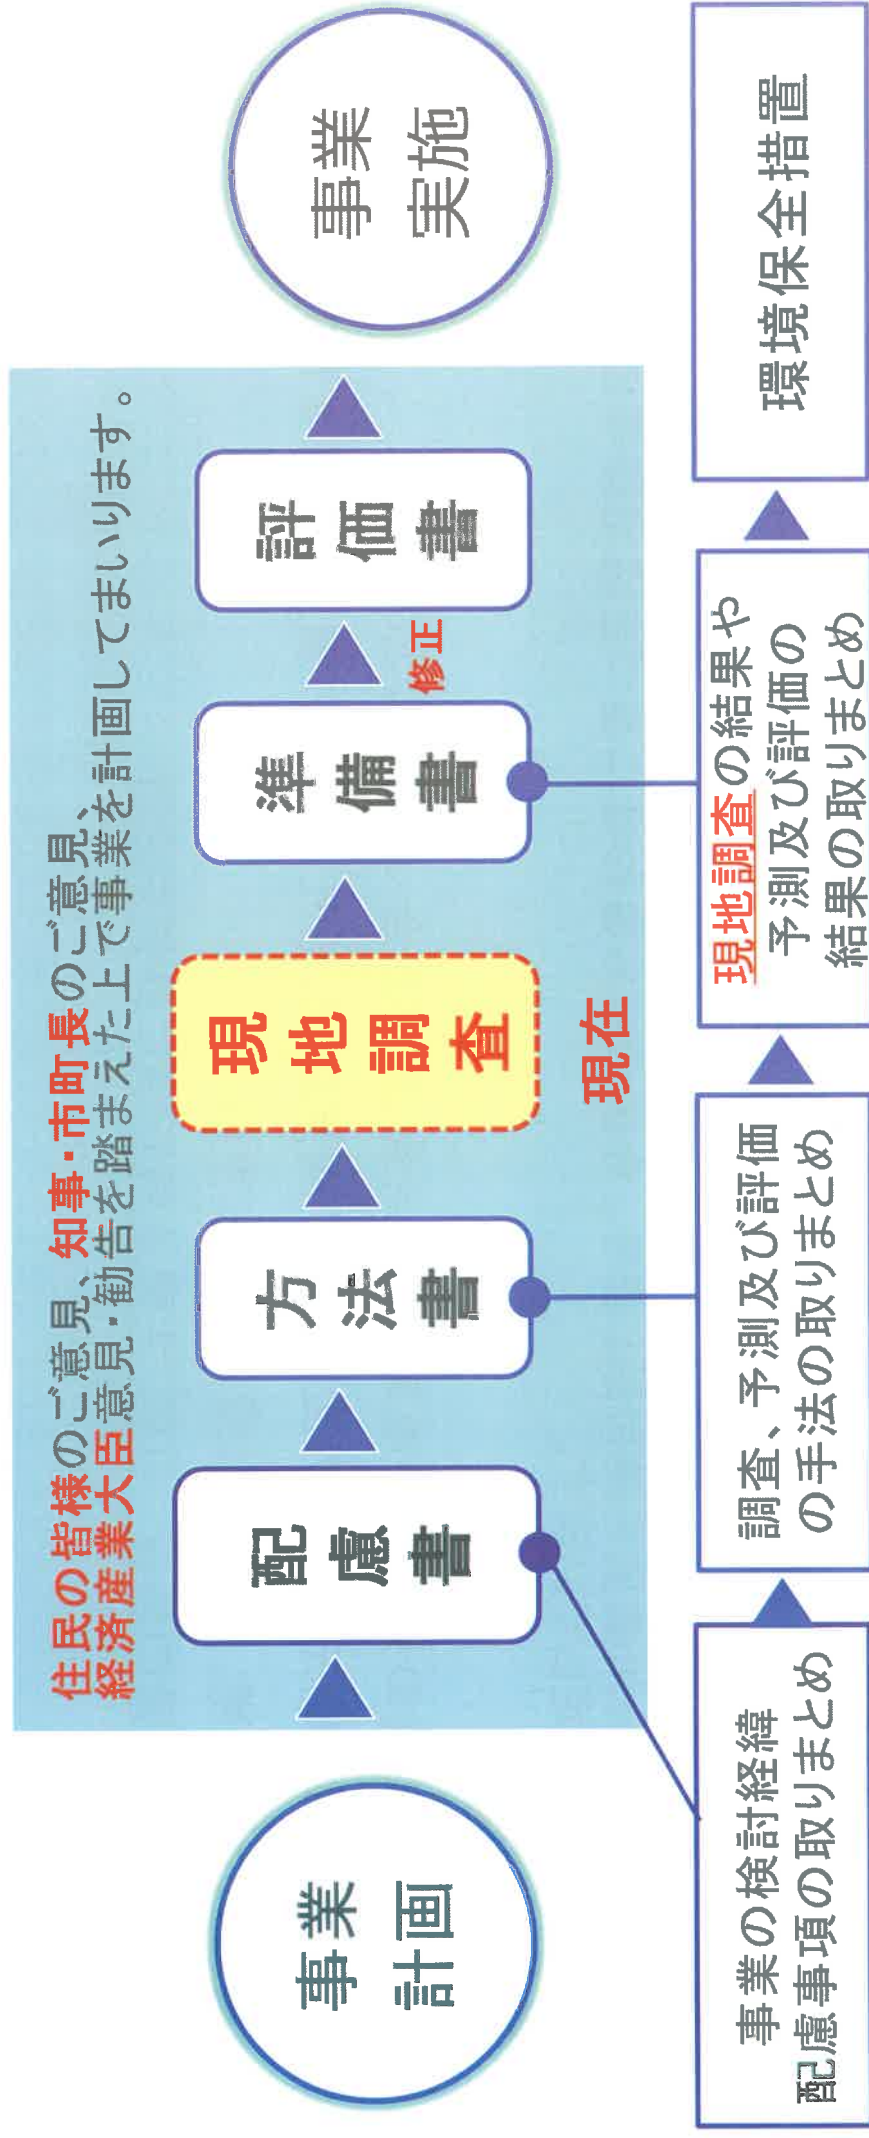 住民の皆様のご意見、知事・市町長のご意見、
経済産業大臣意見・勧告を踏まえた上で事業を計画してまいります。
事業
計画
配慮書
方法書
現地調査
現在
準備書
修正
評価書
事業
実施
事業の検討経緯
配慮事項の取りまとめ
調査、予測及び評価
の手法の取りまとめ
現地調査の結果や
予測及び評価の
結果の取りまとめ
環境保全措置